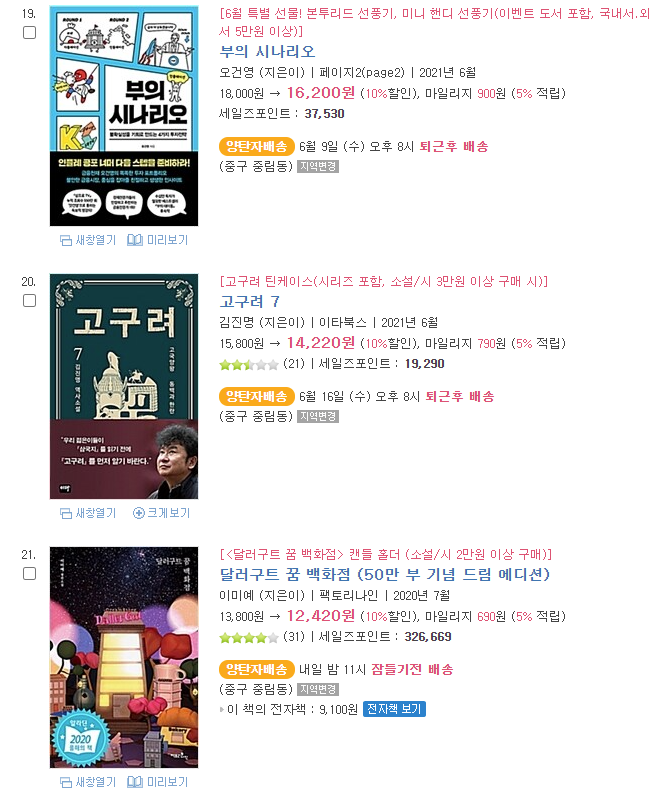 19.
[6월 특별 선물! 본투리드 선풍기, 미니 핸디 선풍기(이벤트 도서 포함, 국내서.외
서 5만원 이상)]
부의 시나리오
오건영 (지은이) | 페이지2(page2) | 2021년 6월
18,000원 → 16,200원 (10%할인), 마일리지 900원 (5% 적립)
세일즈포인트 : 37,530
양탄자배송 6월 9일 (수) 오후 8시 퇴근후 배송
(중구 중림동) 지역변경
ROUND 1
ROUND 2
부의
시나리오
인플레 공포 너머 다음 스텝을 준비하라!
새창열기 미리보기
20.
[고구려 틴케이스(시리즈 포함, 소설/시 3만원 이상 구매 시)]
고구려 7
김진명 (지은이) | 이타북스 | 2021년 6월
15,800원 → 14,220원 (10%할인), 마일리지 790원 (5% 적립)
(21) | 세일즈포인트 : 19,290
양탄자배송 6월 16일 (수) 오후 8시 퇴근후 배송
(중구 중림동) 지역변경
고구려
7
김진명 역사소설
고국양왕
동백과 한란
"우리 젊은이들이
『삼국지』를 읽기 전에
『고구려』를 먼저 알기 바란다."
새창열기 크게보기
21.
[<달러구트 꿈 백화점> 캔들 홀더 (소설/시 2만원 이상 구매)]
달러구트 꿈 백화점 (50만 부 기념 드림 에디션)
이미예 (지은이) | 팩토리나인 | 2020년 7월
13,800원 → 12,420원 (10%할인), 마일리지 690원 (5% 적립)
(31) | 세일즈포인트 : 326,669
양탄자배송 내일 밤 11시 잠들기전 배송
(중구 중림동) 지역변경
이 책의 전자책 : 9,100원 전자책 보기
달러구트 꿈
백화점
알라딘
2020
올해의 책
새창열기 미리보기